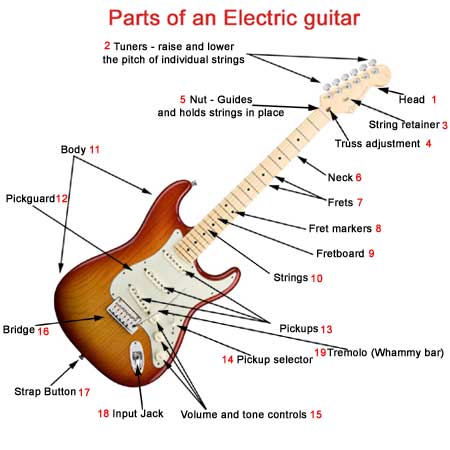 Parts of an Electric guitar
2 Tuners - raise and lower
the pitch of individual strings
5 Nut - Guides
and holds strings in place
Head 1
String retainer 3
Truss adjustment 4
Body 11
Neck 6
Pickguard 12
Frets 7
Fret markers 8
Fretboard 9
Strings 10
Pickups 13
Bridge 16
14 Pickup selector
19 Tremolo (Whammy bar)
Strap Button 17
18 Input Jack
Volume and tone controls 15